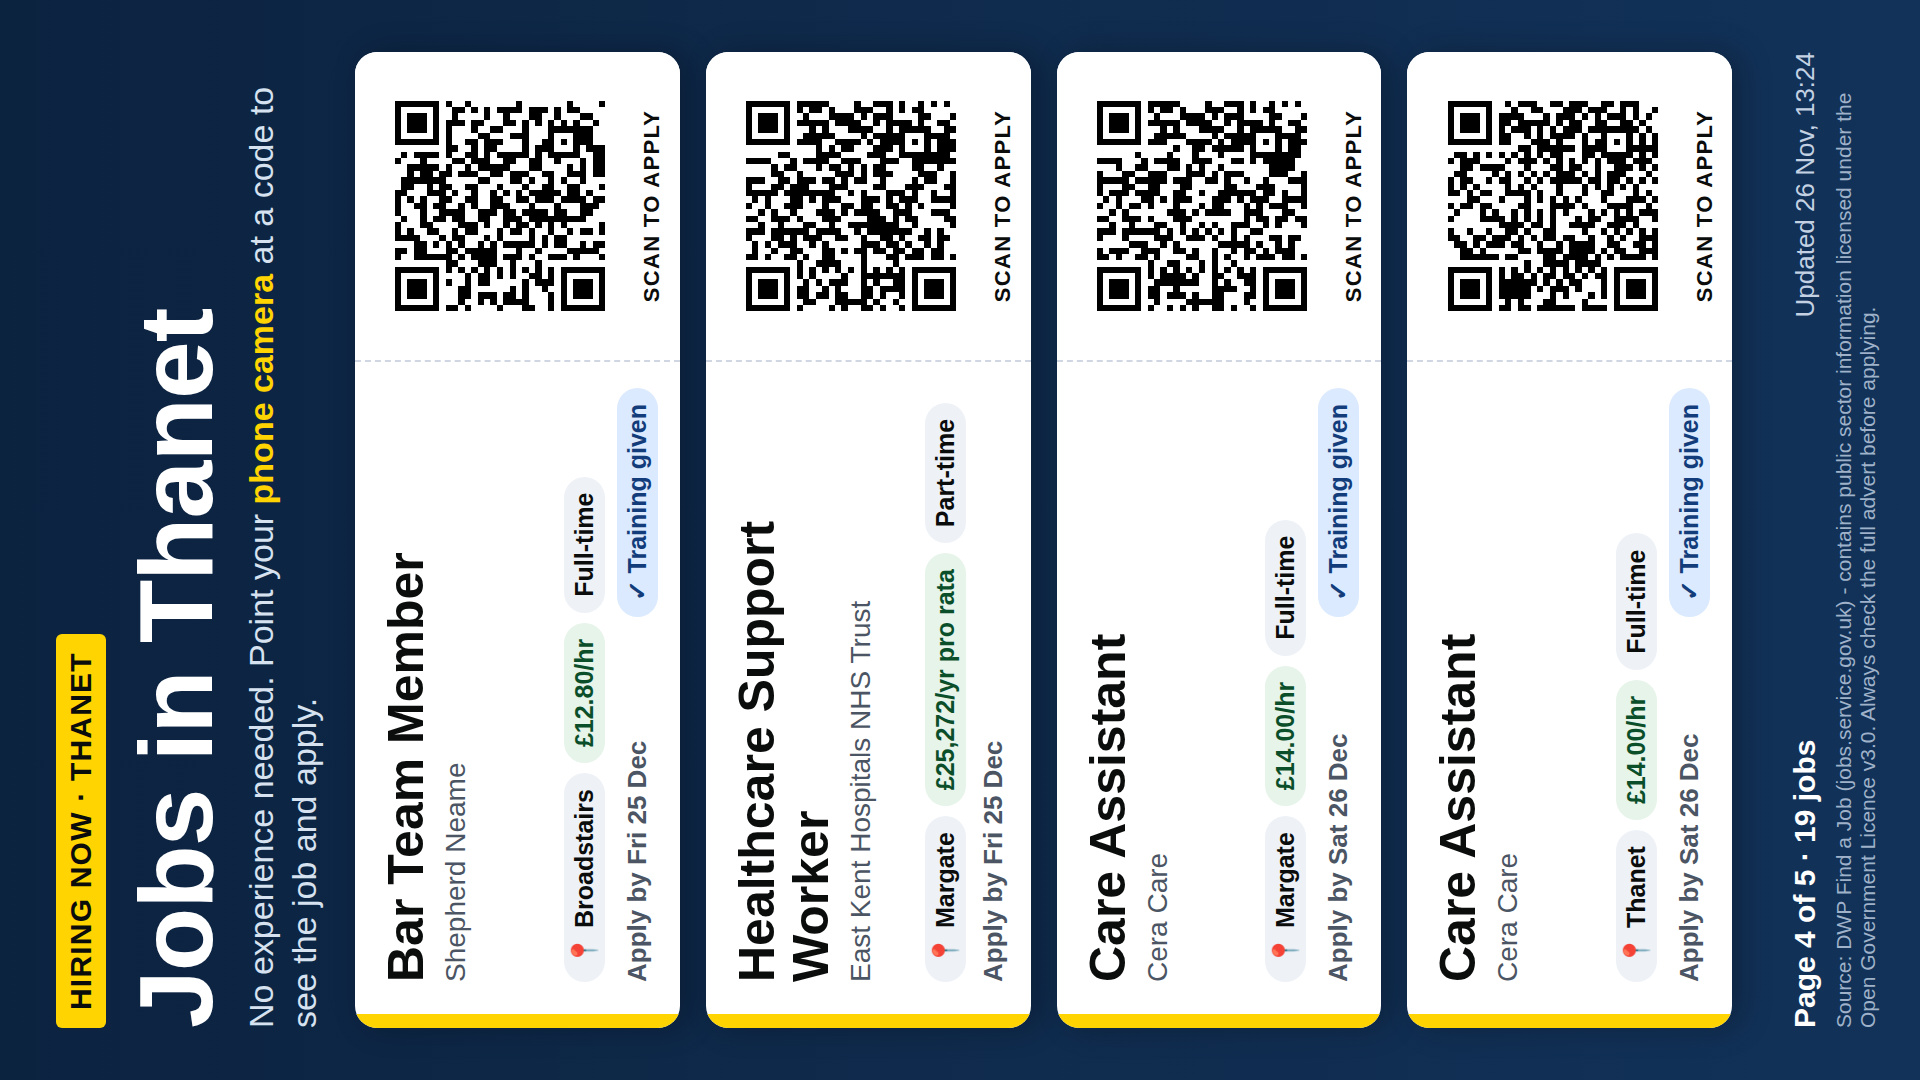 HIRING NOW · THANET
Jobs in Thanet
No experience needed. Point your phone camera at a code to
see the job and apply.
Bar Team Member
Shepherd Neame
Broadstairs
£12.80/hr
Full-time
Apply by Fri 25 Dec
✓ Training given
SCAN TO APPLY
Healthcare Support
Worker
East Kent Hospitals NHS Trust
Margate
£25,272/yr pro rata
Part-time
Apply by Fri 25 Dec
SCAN TO APPLY
Care Assistant
Cera Care
Margate
£14.00/hr
Full-time
Apply by Sat 26 Dec
✓ Training given
SCAN TO APPLY
Care Assistant
Cera Care
Thanet
£14.00/hr
Full-time
Apply by Sat 26 Dec
✓ Training given
SCAN TO APPLY
Page 4 of 5 · 19 jobs
Updated 26 Nov, 13:24
Source: DWP Find a Job (jobs.service.gov.uk) - contains public sector information licensed under the
Open Government Licence v3.0. Always check the full advert before applying.